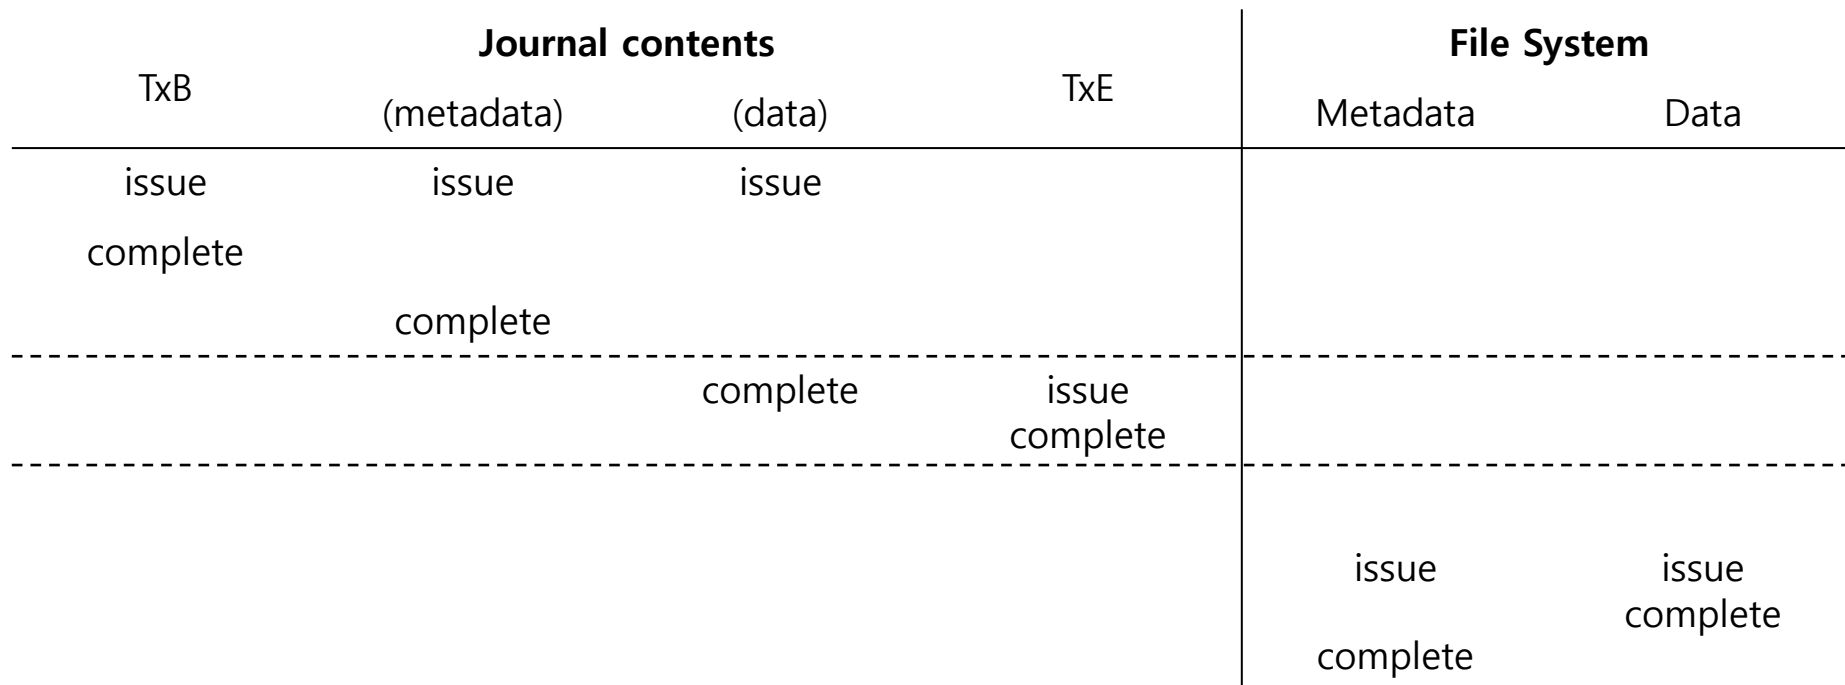 Journal contents File System
TxB (metadata) (data) TxE Metadata Data
issue issue issue
complete
complete
complete issue
complete
issue issue
complete
complete